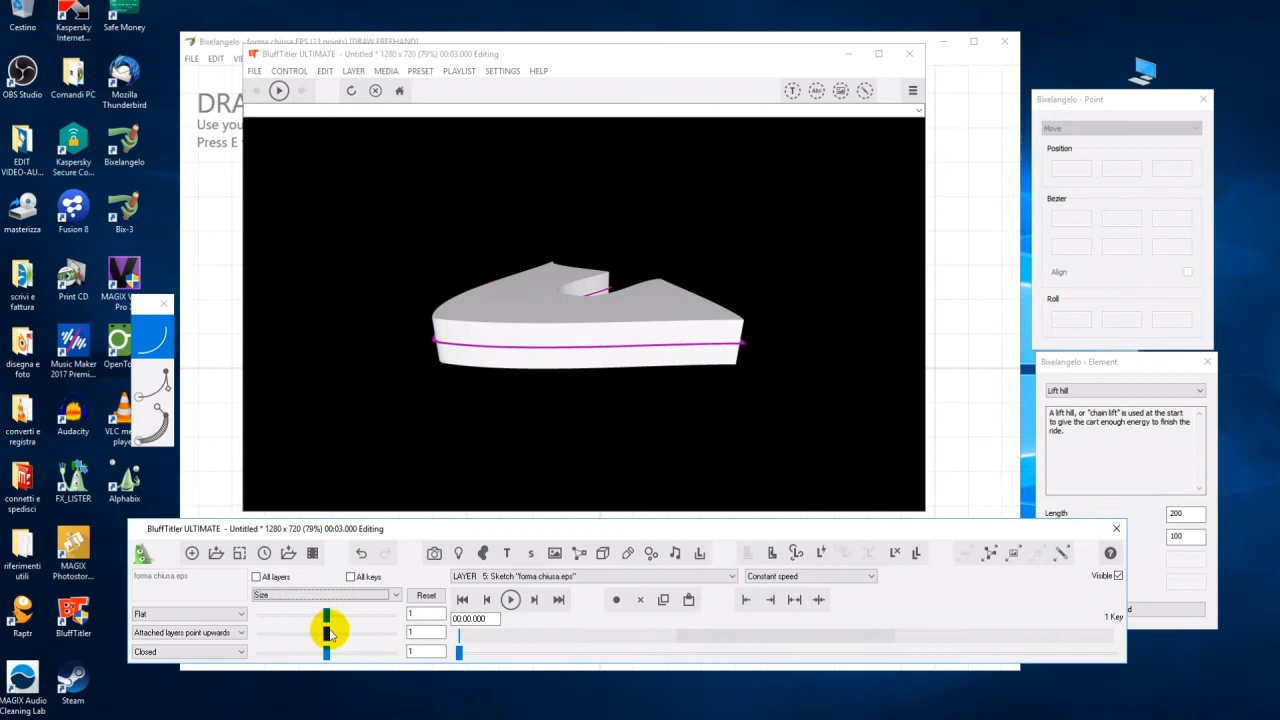 Cestino
Kaspersky
Internet...
Safe Money
OBS Studio
Comandi PC
Mozilla
Thunderbird
EDIT
VIDEO-AU...
Kaspersky
Secure Co...
Bixelangelo
masterizza
Fusion 8
Bix-3
scrivi e
fattura
Print CD
MAGIX V
Pro
disegna e
foto
Music Maker
2017 Premi...
OpenTo
converti e
registra
Audacity
VLC me
player
connetti e
spedisci
FX_LISTER
Alphabix
riferimenti
utili
MAGIX
Photostor...
Raptr
BluffTitler
MAGIX Audio
Cleaning Lab
Steam
Bixelangelo - forma chiusa.EPS (13 points) [DRAW FREEHAND]
FILE EDIT VI
DRA
Use you
Press E
BluffTitler ULTIMATE - Untitled * 1280 x 720 (79%) 00:03.000 Editing
FILE CONTROL EDIT LAYER MEDIA PRESET PLAYLIST SETTINGS HELP
Bixelangelo - Point
Move
Position
Bezier
Align
Roll
Bixelangelo - Element
Lift hill
A lift hill, or "chain lift" is used at the start
to give the cart enough energy to finish the
ride.
Length
200
100
BluffTitler ULTIMATE - Untitled * 1280 x 720 (79%) 00:03.000 Editing
forma chiusa.eps
All layers
All keys
LAYER 5: Sketch "forma chiusa.eps"
Constant speed
Visible
Size
Reset
Flat
1
00:00.000
1 Key
Attached layers point upwards
1
Closed
1